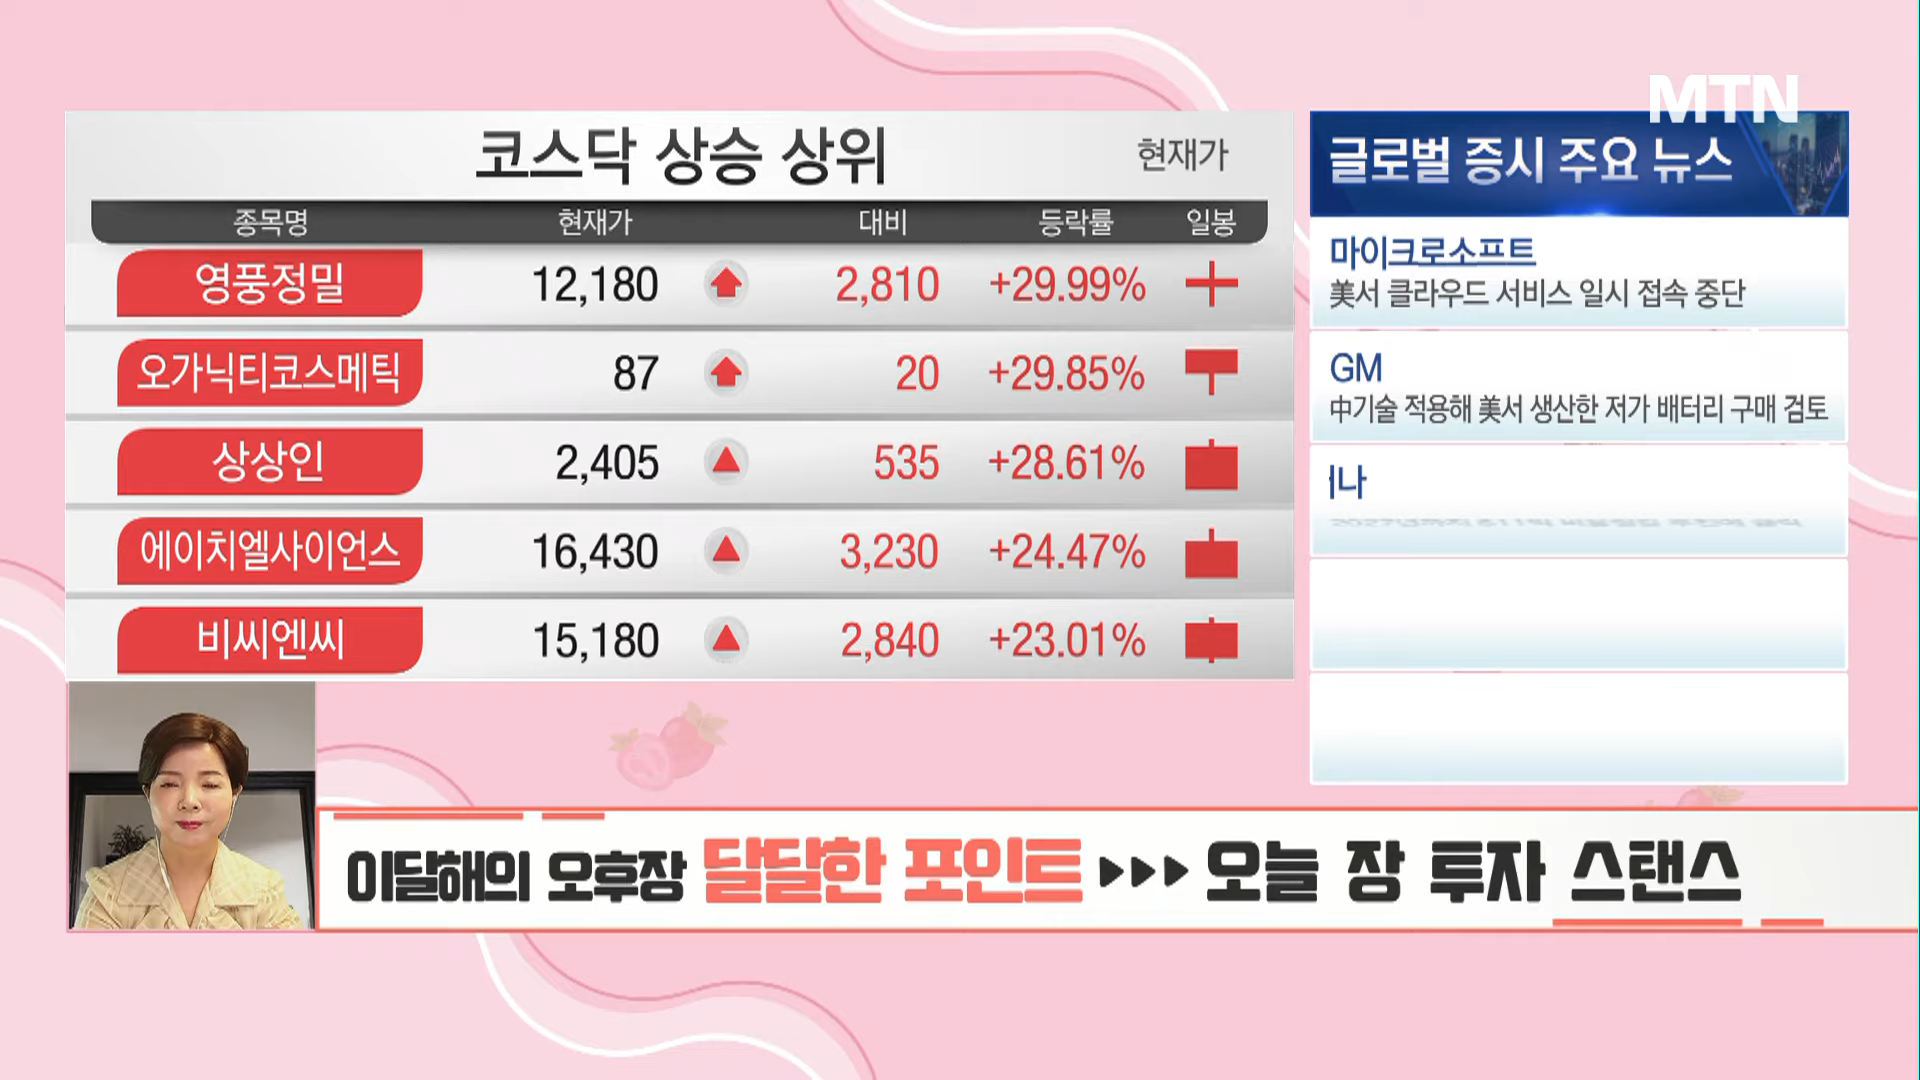 MTN
코스닥 상승 상위
현재가
종목명 현재가 대비 등락률 일봉
영풍정밀 12,180 2,810 +29.99%
오가닉티코스메틱 87 20 +29.85%
상상인 2,405 535 +28.61%
에이치엘사이언스 16,430 3,230 +24.47%
비씨엔씨 15,180 2,840 +23.01%
글로벌 증시 주요 뉴스
마이크로소프트
美서 클라우드 서비스 일시 접속 중단
GM
中기술 적용해 美서 생산한 저가 배터리 구매 검토
이달해의 오후장 달달한 포인트 ▶▶▶ 오늘 장 투자 스탠스